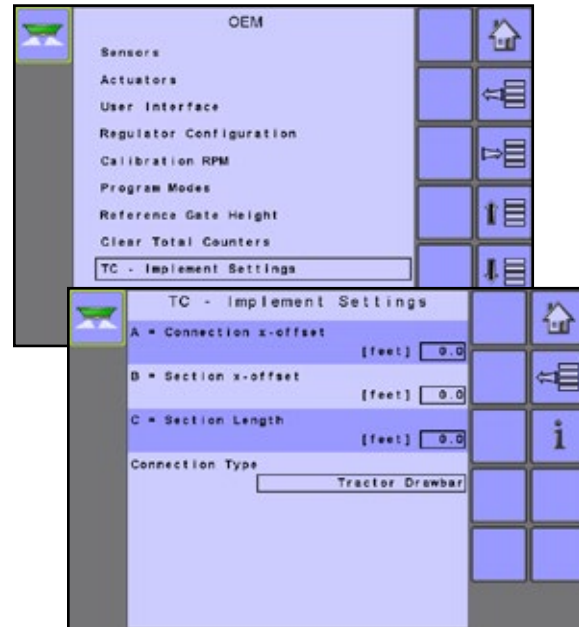 OEM
Sensors
Actuators
User Interface
Regulator Configuration
Calibration RPM
Program Modes
Reference Gate Height
Clear Total Counters
TC - Implement Settings
TC - Implement Settings
A = Connection x-offset
[feet] 0.0
B = Section x-offset
[feet] 0.0
C = Section Length
[feet] 0.0
Connection Type
Tractor Drawbar
i